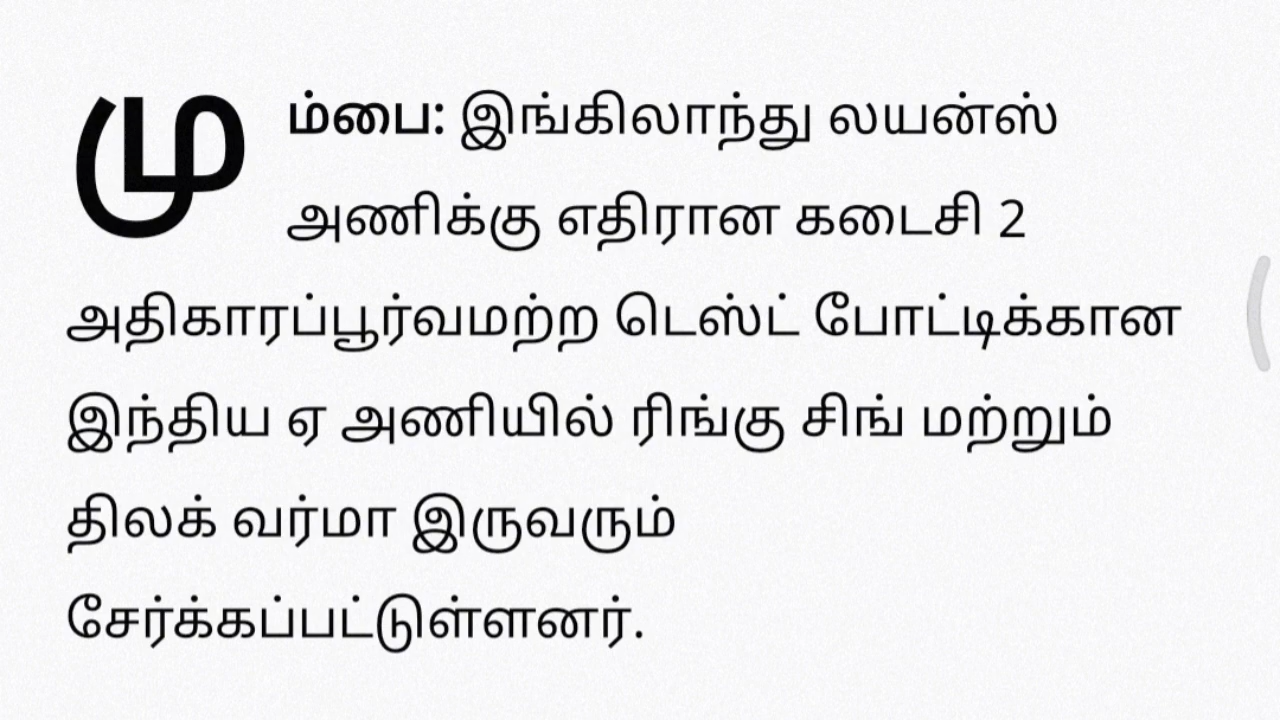 மும்பை: இங்கிலாந்து லயன்ஸ்
அணிக்கு எதிரான கடைசி 2
அதிகாரப்பூர்வமற்ற டெஸ்ட் போட்டிக்கான
இந்திய ஏ அணியில் ரிங்கு சிங் மற்றும்
திலக் வர்மா இருவரும்
சேர்க்கப்பட்டுள்ளனர்.